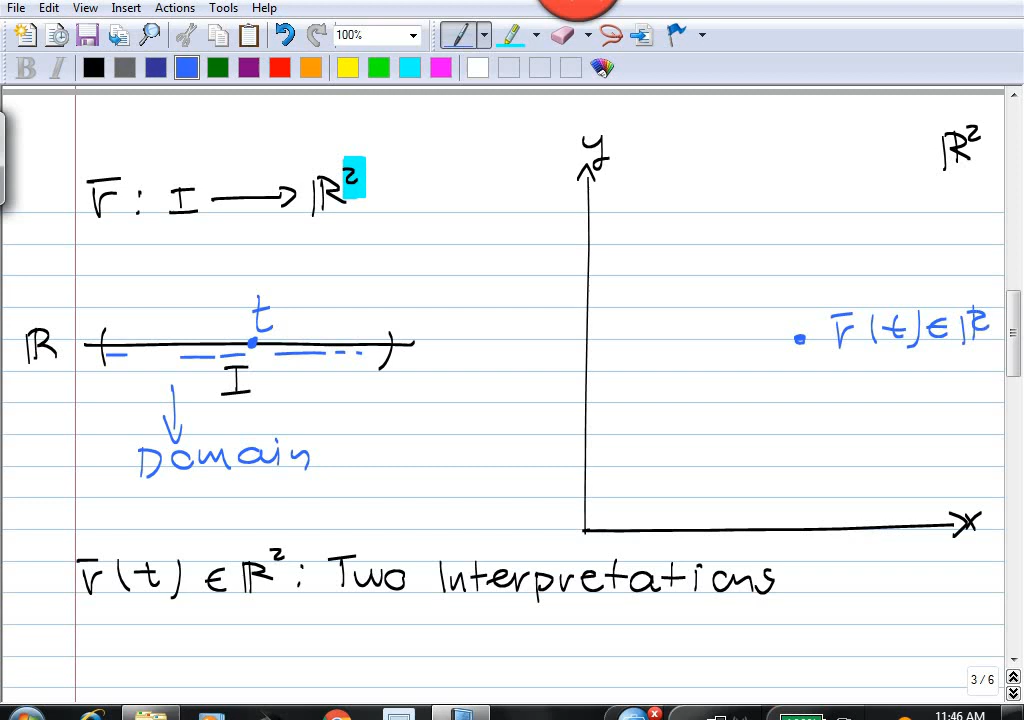 File Edit View Insert Actions Tools Help
100%
B I
r̄ : I → ℝ²
y
ℝ²
t
ℝ ( )
I
r̄(t) ∈ ℝ
Domain
x
r̄(t) ∈ ℝ² : Two Interpretations
3 / 6
11:46 AM